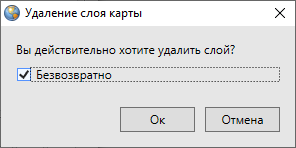 Удаление слоя карты
Вы действительно хотите удалить слой?
Безвозвратно
Ок
Отмена